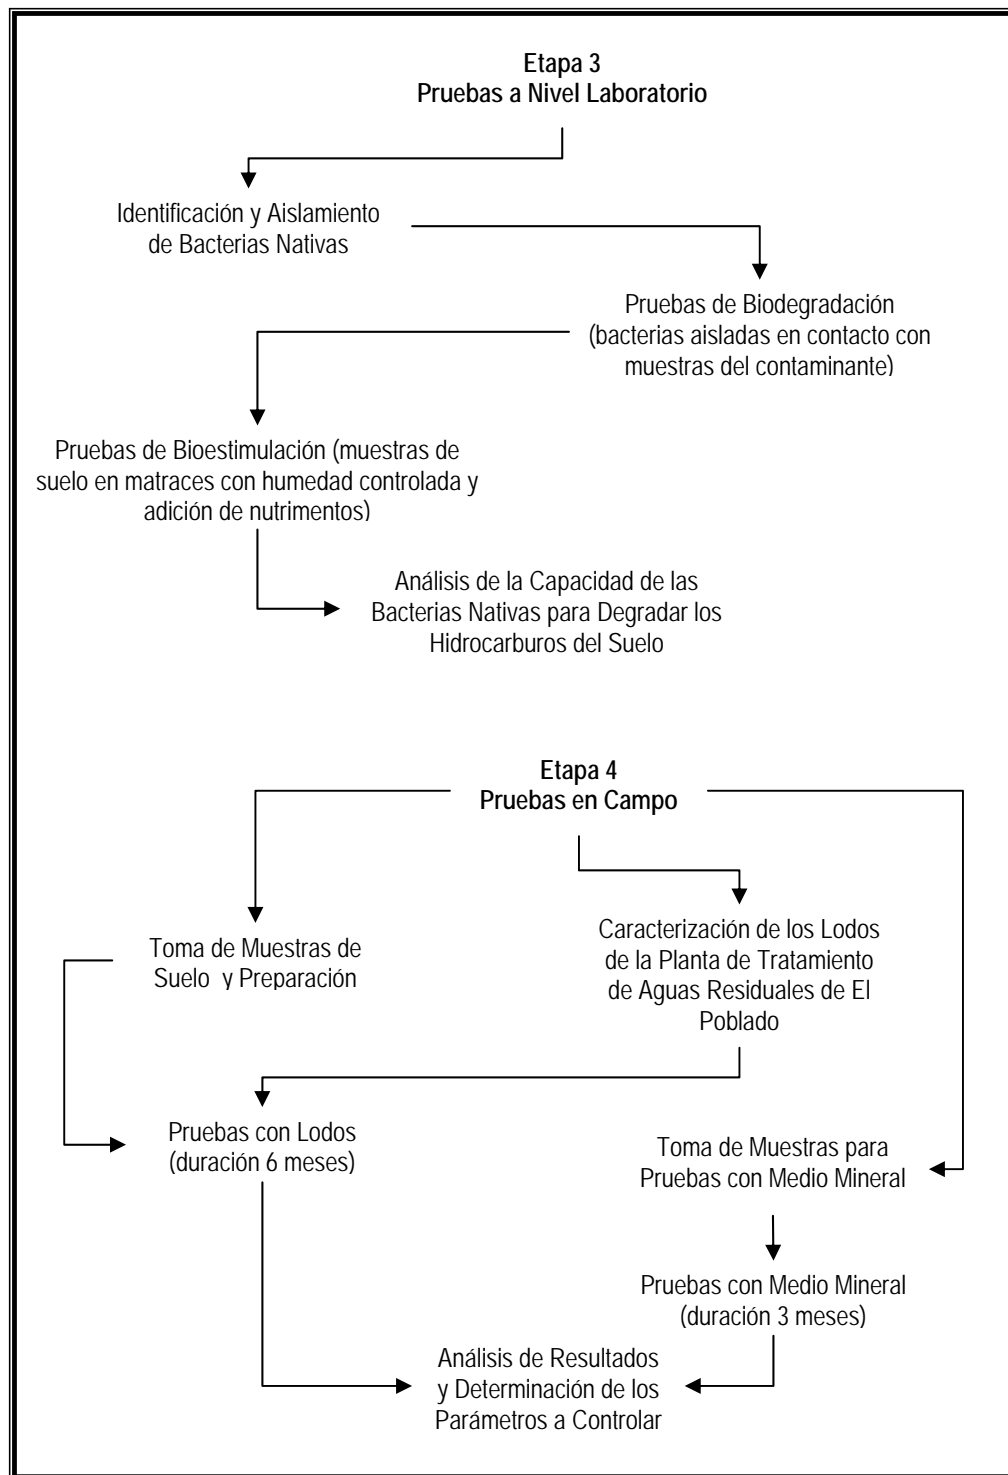 Etapa 3
Pruebas a Nivel Laboratorio
Identificación y Aislamiento
de Bacterias Nativas
Pruebas de Biodegradación
(bacterias aisladas en contacto con
muestras del contaminante)
Pruebas de Bioestimulación (muestras de
suelo en matraces con humedad controlada y
adición de nutrimentos)
Análisis de la Capacidad de las
Bacterias Nativas para Degradar los
Hidrocarburos del Suelo
Etapa 4
Pruebas en Campo
Toma de Muestras de
Suelo y Preparación
Caracterización de los Lodos
de la Planta de Tratamiento
de Aguas Residuales de El
Poblado
Pruebas con Lodos
(duración 6 meses)
Toma de Muestras para
Pruebas con Medio Mineral
Pruebas con Medio Mineral
(duración 3 meses)
Análisis de Resultados
y Determinación de los
Parámetros a Controlar